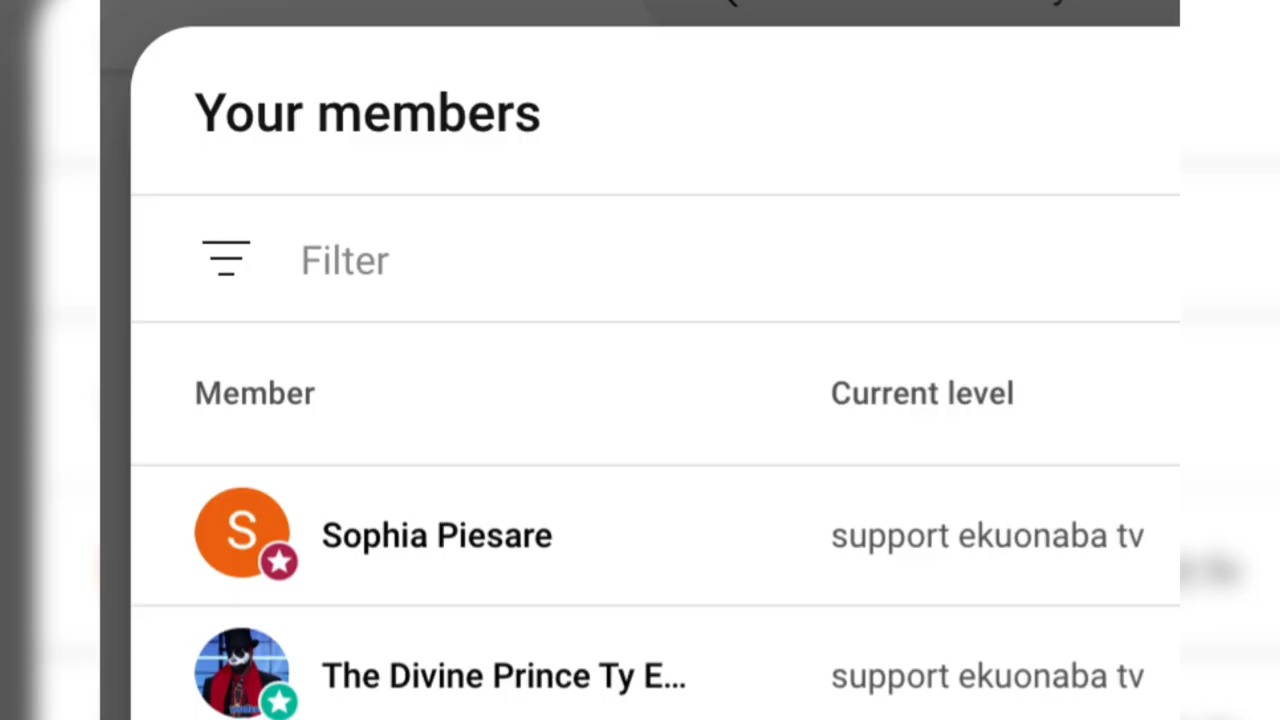 Your members
Filter
Member Current level
S Sophia Piesare support ekuonaba tv
The Divine Prince Ty E... support ekuonaba tv